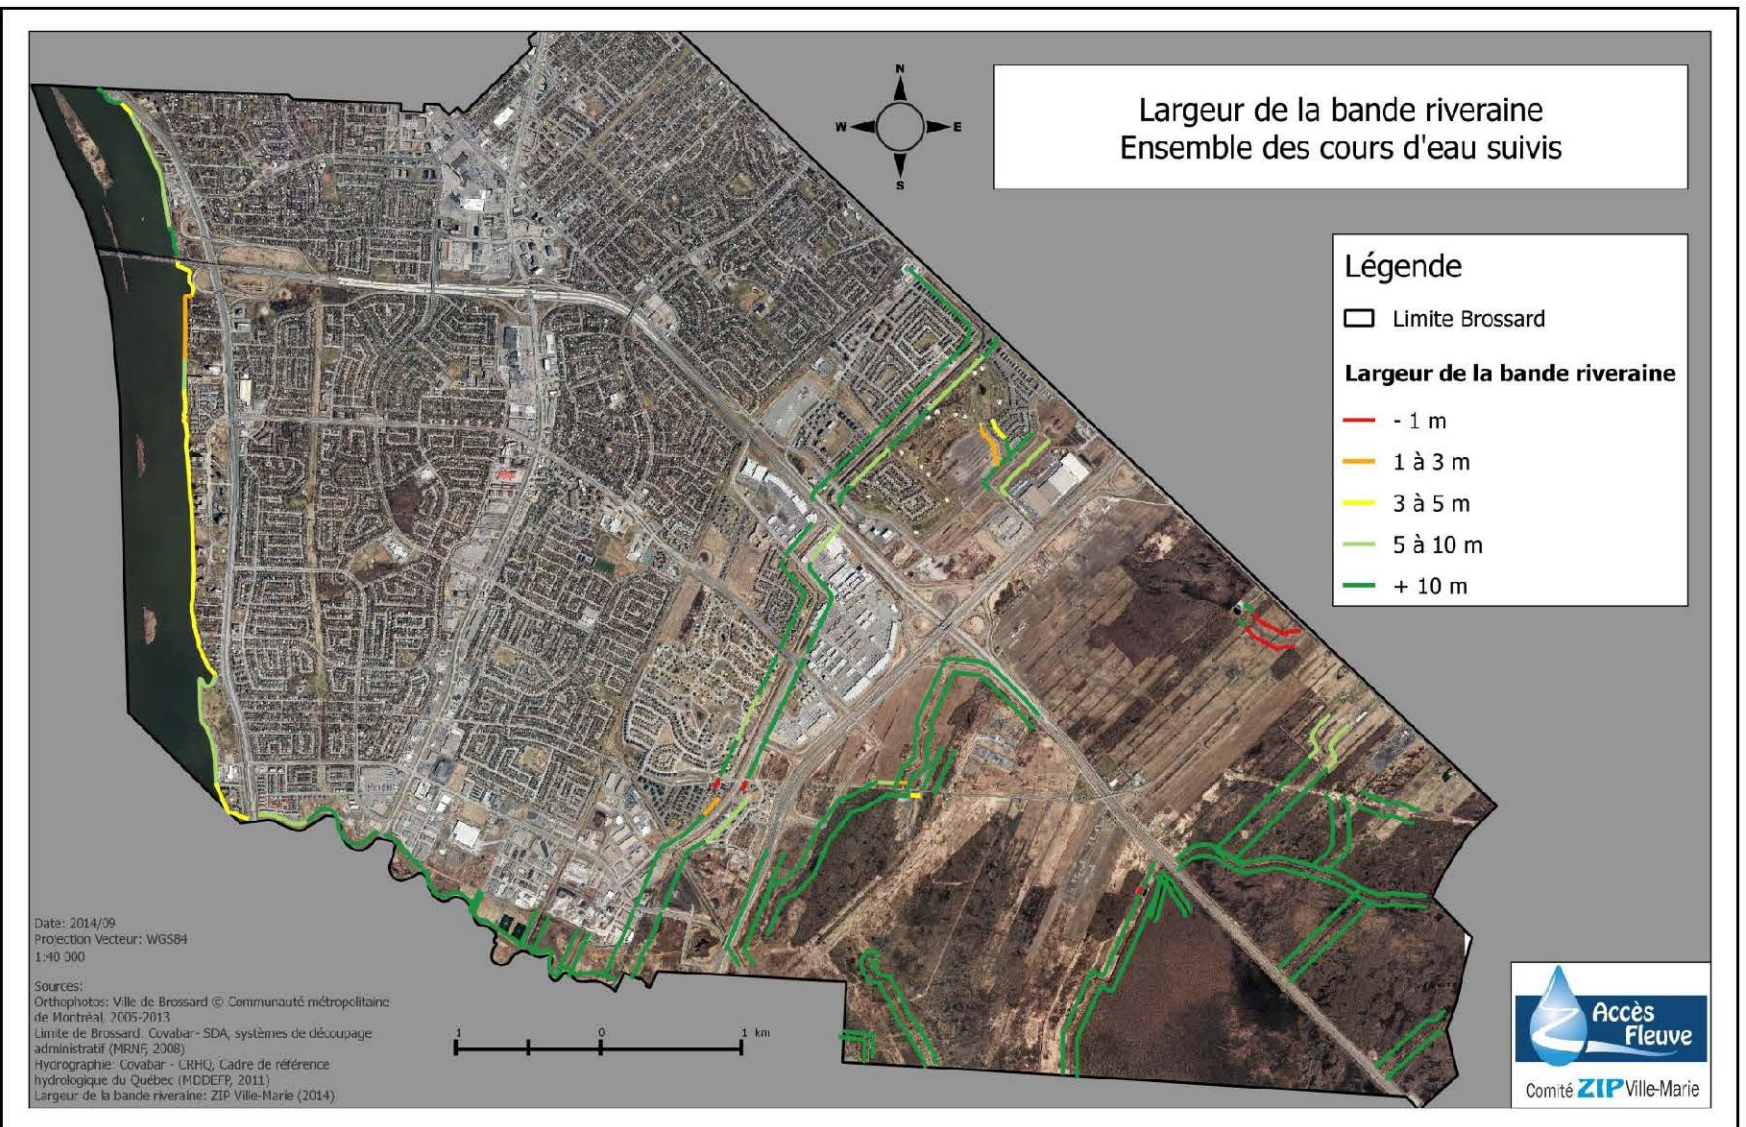 Largeur de la bande riveraine
Ensemble des cours d'eau suivis
N
W
E
S
Légende
Limite Brossard
Largeur de la bande riveraine
- 1 m
1 à 3 m
3 à 5 m
5 à 10 m
+ 10 m
Date: 2014/09
Projection Vecteur: WGS84
1:40 000
Sources:
Orthophotos: Ville de Brossard © Communauté métropolitaine
de Montréal, 2005-2013
Limite de Brossard: Covabar- SDA, systèmes de découpage
administratif (MRNF, 2008)
Hydrographie: Covabar - CRHQ, Cadre de référence
hydrologique du Québec (MDDEFP, 2011)
Largeur de la bande riveraine: ZIP Ville-Marie (2014)
1 0 1 km
Accès
Fleuve
Comité ZIP Ville-Marie